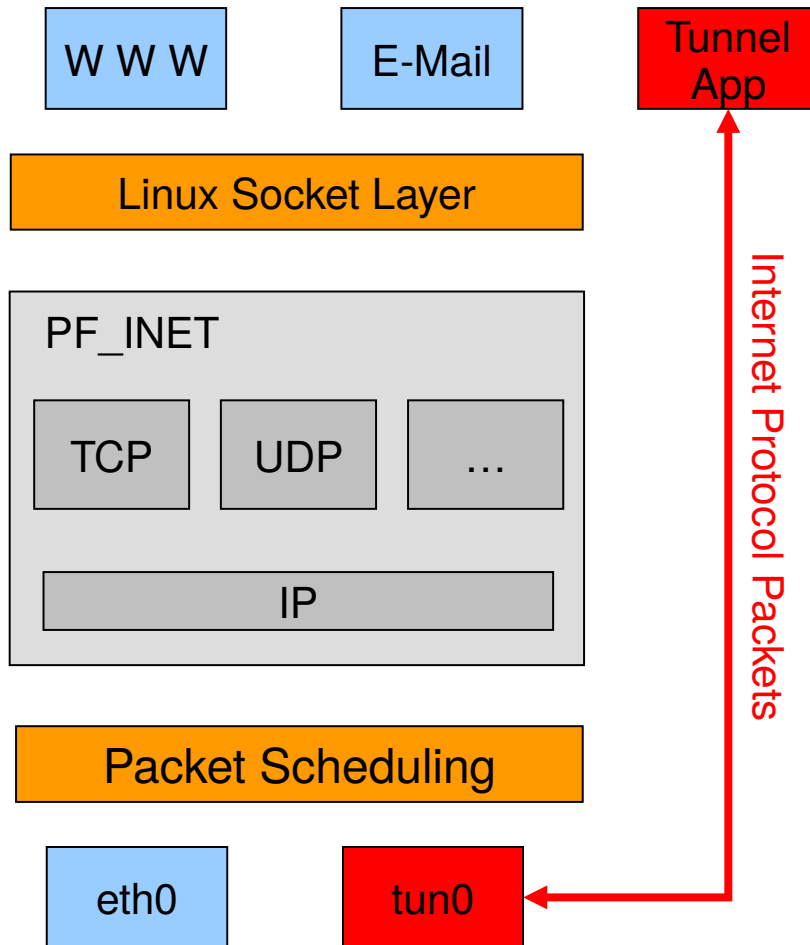 W W W
E-Mail
Tunnel
App
Linux Socket Layer
PF_INET
TCP
UDP
...
IP
Internet Protocol Packets
Packet Scheduling
eth0
tun0